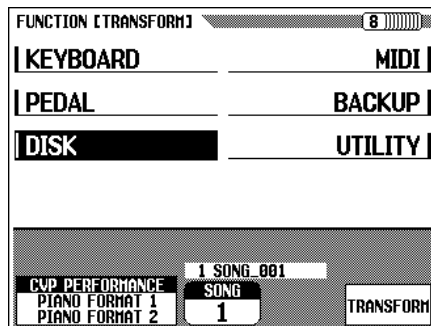 FUNCTION [TRANSFORM] 8
KEYBOARD MIDI
PEDAL BACKUP
DISK UTILITY
1 SONG_001
CVP PERFORMANCE
PIANO FORMAT 1
PIANO FORMAT 2
SONG
1
TRANSFORM